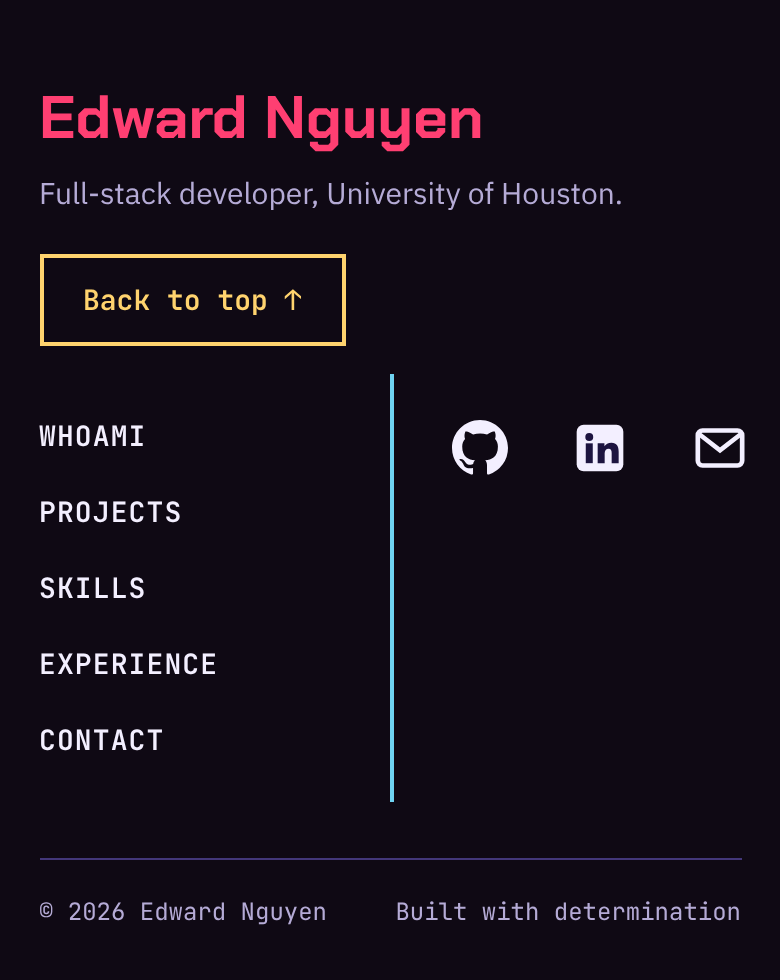 Edward Nguyen
Full-stack developer, University of Houston.
Back to top ↑
WHOAMI
PROJECTS
SKILLS
EXPERIENCE
CONTACT
in
© 2026 Edward Nguyen
Built with determination